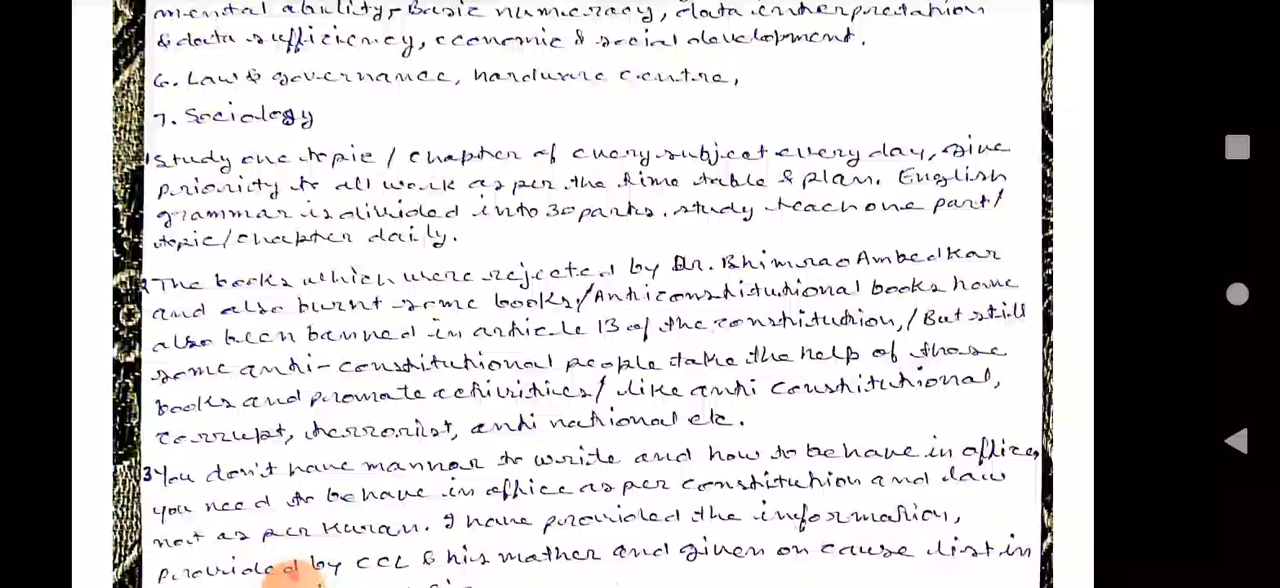 mental ability, Basic numeracy, data interpretation
& data sufficiency, economic & social development.
6. Law & governance, hardware centre,
7. Sociology
1 Study one topic / chapter of every subject every day, give
priority to all work as per the time table & plan. English
grammar is divided into 30 parts. study teach one part/
topic/chapter daily.
2 The books which were rejected by Dr. Bhimrao Ambedkar
and also burnt some books,/Anticonstitutional books have
also been banned in article 13 of the constitution,/But still
some anti-constitutional people take the help of those
books and promote activities/ like anti constitutional,
corrupt, terrorist, anti national etc.
3 You don't have mannar to write and how to behave in office,
you need to behave in office as per constitution and law
not as per Kuran. I have provided the information,
provided by CCL & his mother and given on cause list in